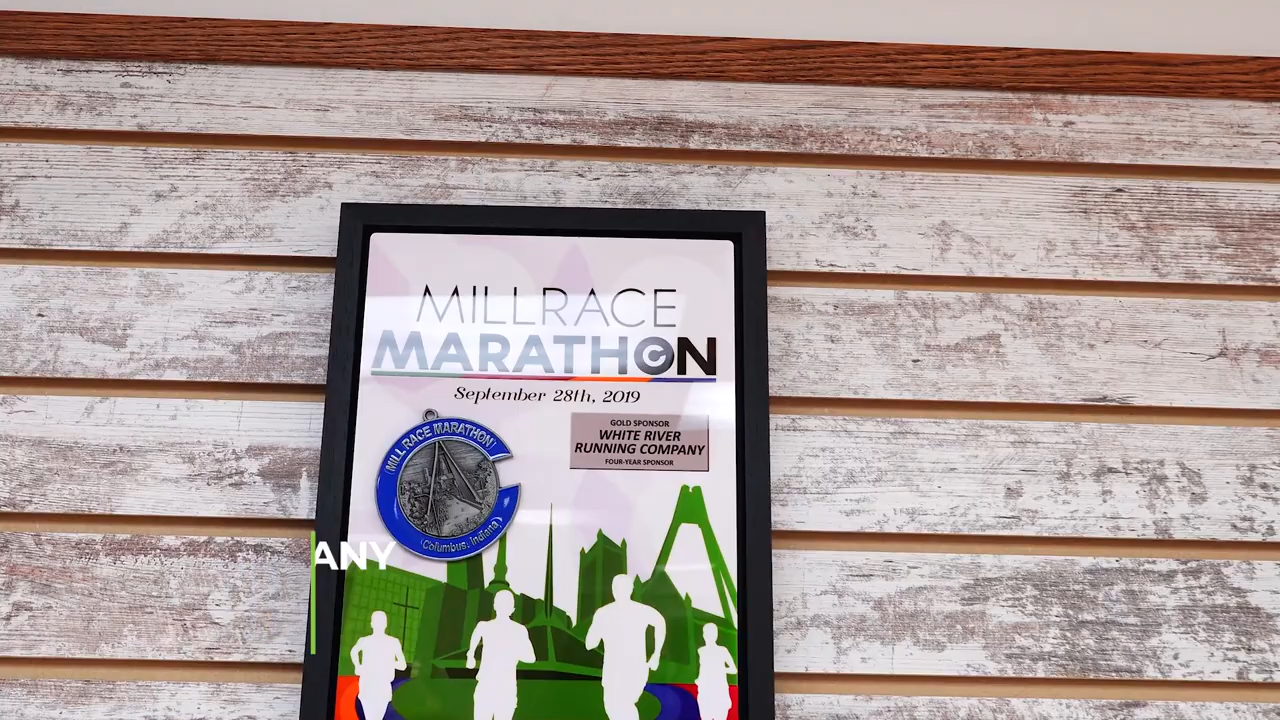 MILLRACE
MARATHON
September 28th, 2019
GOLD SPONSOR
WHITE RIVER
RUNNING COMPANY
FOUR-YEAR SPONSOR
MILL RACE MARATHON
Columbus, Indiana
ANY